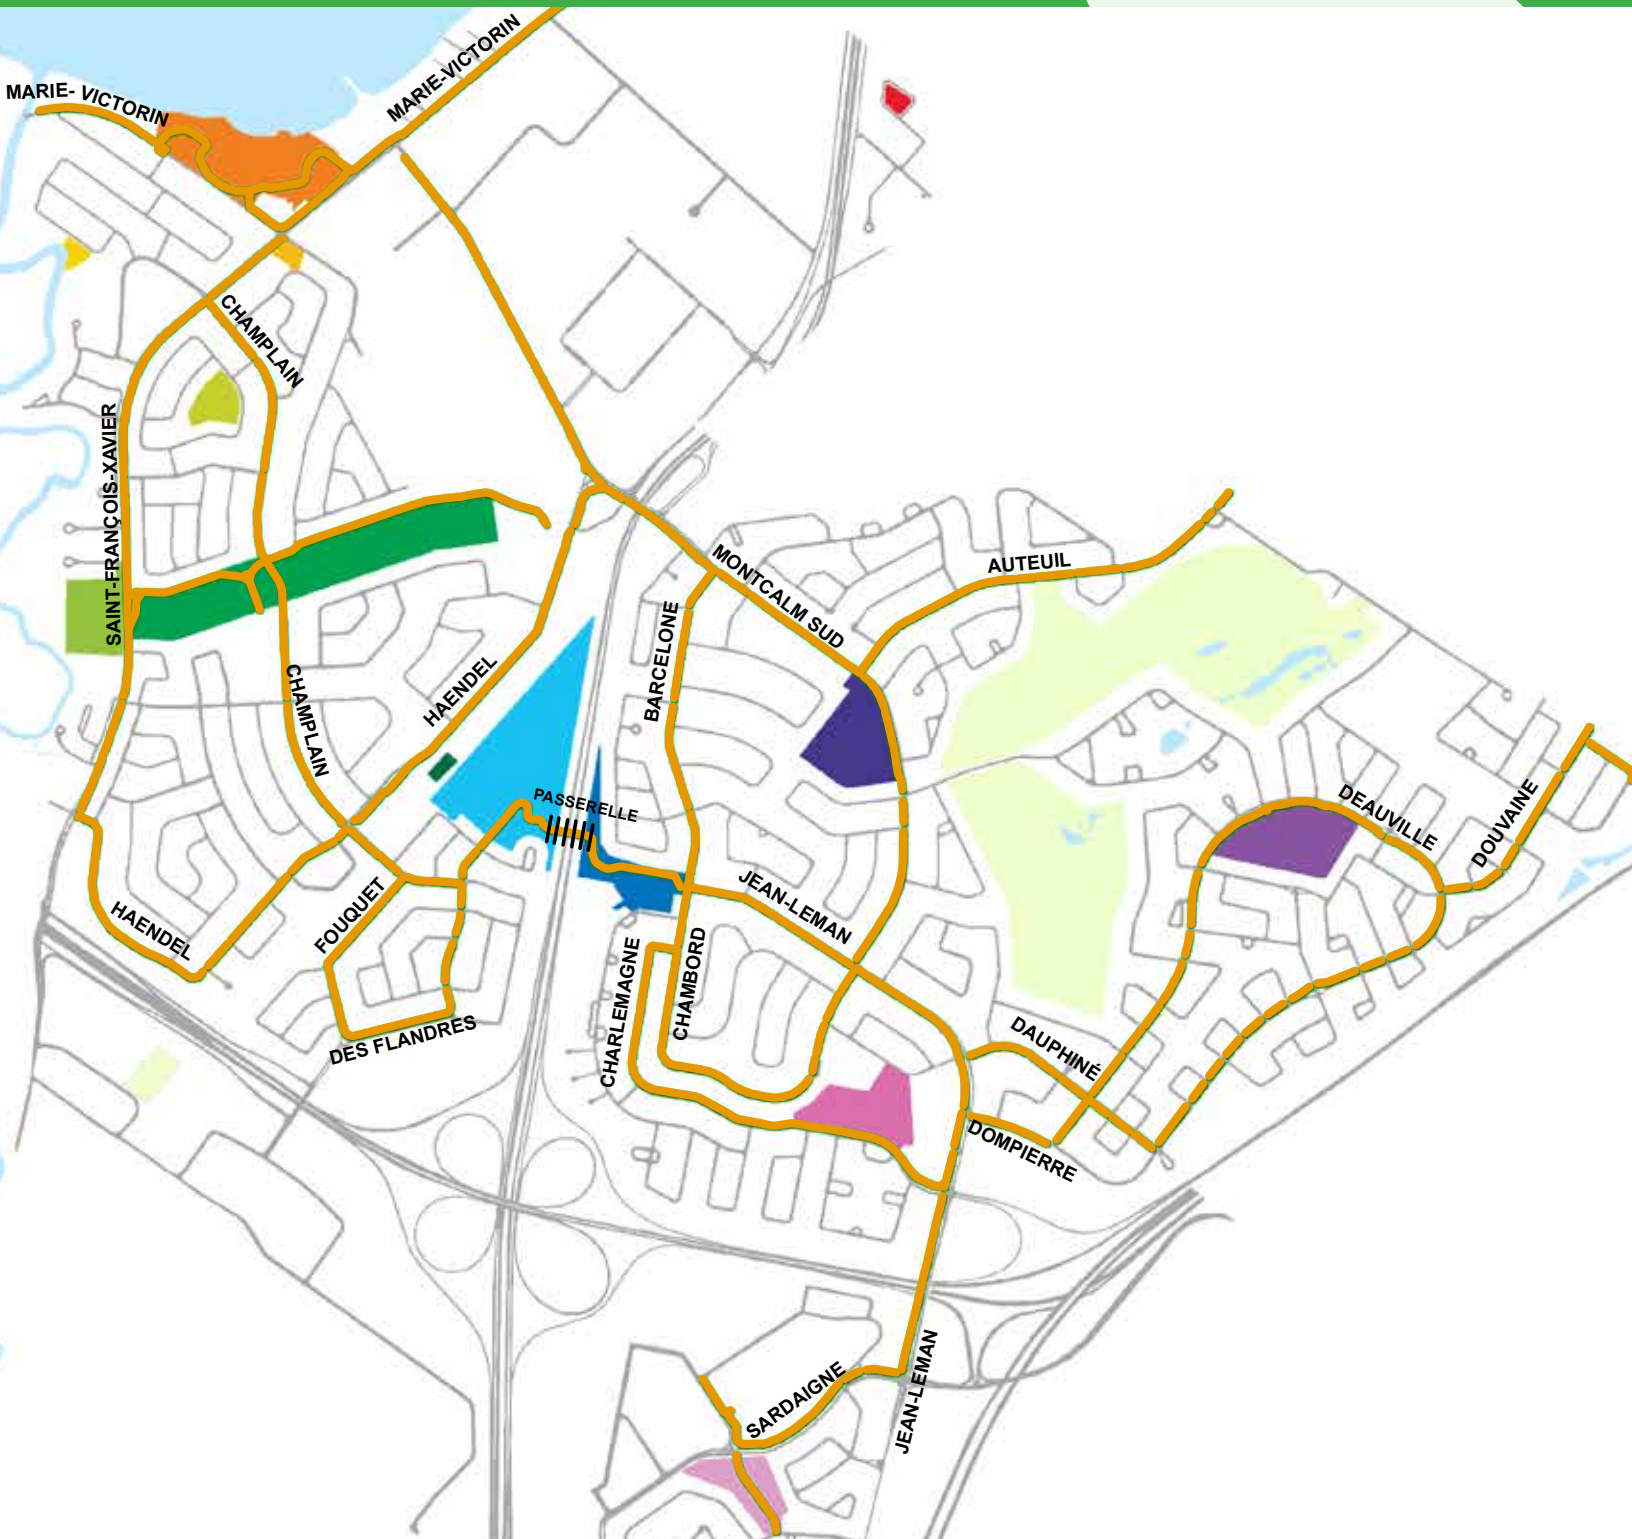 MARIE-VICTORIN
MARIE- VICTORIN
CHAMPLAIN
SAINT-FRANÇOIS-XAVIER
MONTCALM SUD
AUTEUIL
BARCELONE
HAENDEL
CHAMPLAIN
PASSERELLE
DEAUVILLE
DOUVAINE
JEAN-LEMAN
FOUQUET
HAENDEL
CHARLEMAGNE
CHAMBORD
DES FLANDRES
DAUPHINÉ
DOMPIERRE
SARDAIGNE
JEAN-LEMAN